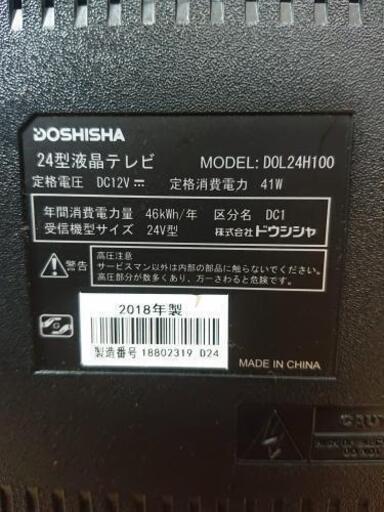 DOSHISHA
24型液晶テレビ MODEL: DOL24H100
定格電圧 DC12V⎓ 定格消費電力 41W
年間消費電力量 46kWh/年 区分名 DC1
受信機型サイズ 24V型 株式会社ドウシシャ
警告
高圧注意
サービスマン以外は内部の部品に触らないでください。
高圧部分が数多くあり、万一さわると危険です。
2018年製
製造番号 18802319 D24
MADE IN CHINA